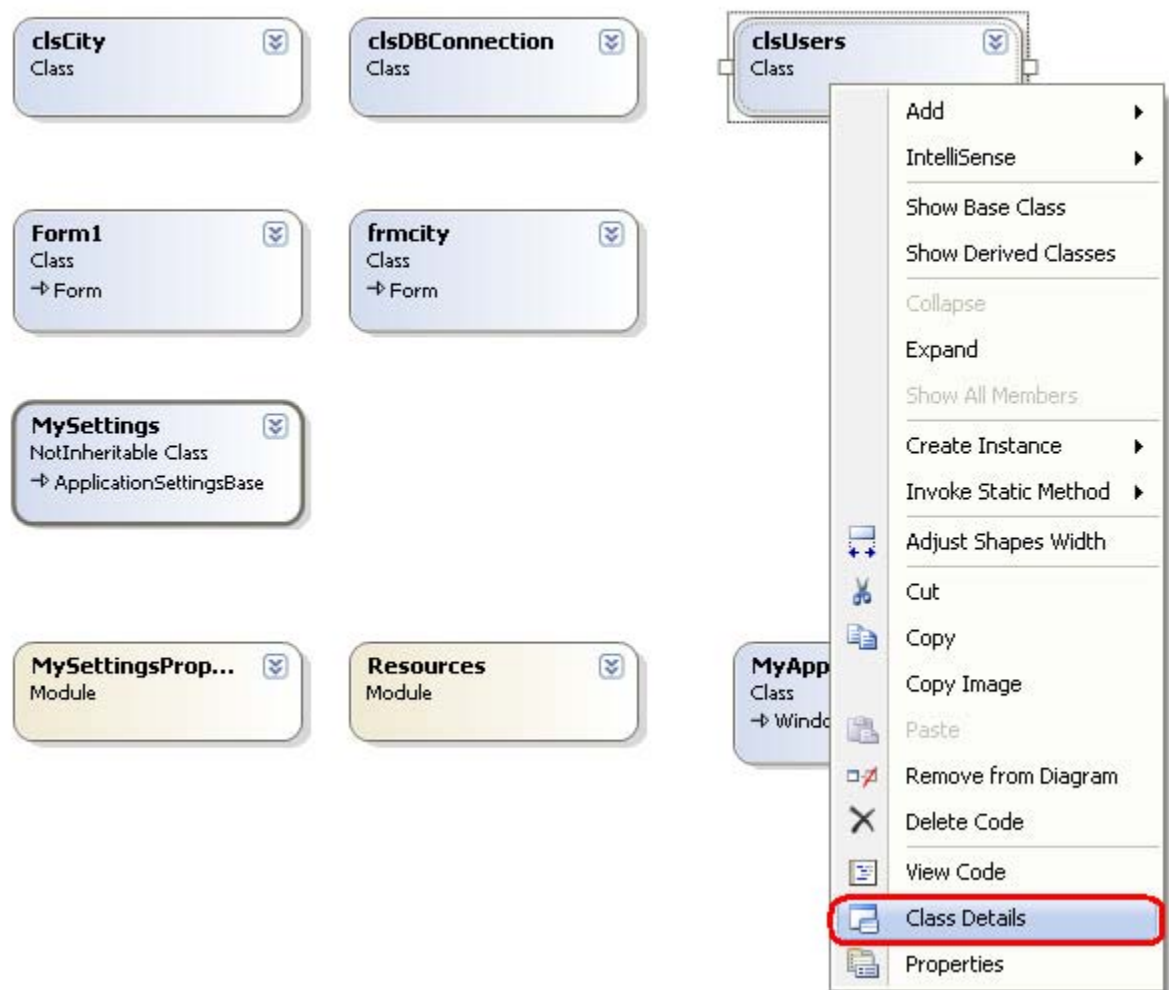 clsCity
Class
clsDBConnection
Class
clsUsers
Class
Form1
Class
Form
frmcity
Class
Form
MySettings
NotInheritable Class
ApplicationSettingsBase
MySettingsProp...
Module
Resources
Module
MyApp
Class
Windo
Add
IntelliSense
Show Base Class
Show Derived Classes
Collapse
Expand
Show All Members
Create Instance
Invoke Static Method
Adjust Shapes Width
Cut
Copy
Copy Image
Paste
Remove from Diagram
Delete Code
View Code
Class Details
Properties